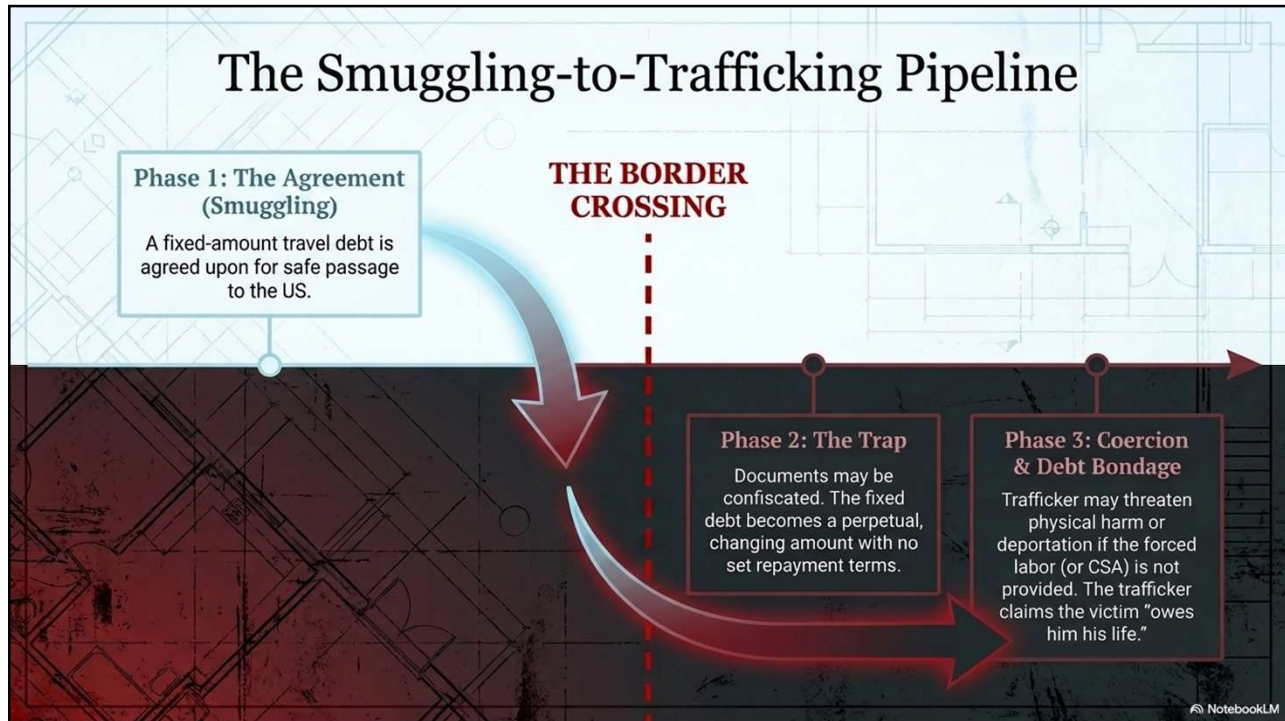 The Smuggling-to-Trafficking Pipeline
Phase 1: The Agreement
(Smuggling)
A fixed-amount travel debt is
agreed upon for safe passage
to the US.
THE BORDER
CROSSING
Phase 2: The Trap
Documents may be
confiscated. The fixed
debt becomes a perpetual,
changing amount with no
set repayment terms.
Phase 3: Coercion
& Debt Bondage
Trafficker may threaten
physical harm or
deportation if the forced
labor (or CSA) is not
provided. The trafficker
claims the victim "owes
him his life."
NotebookLM